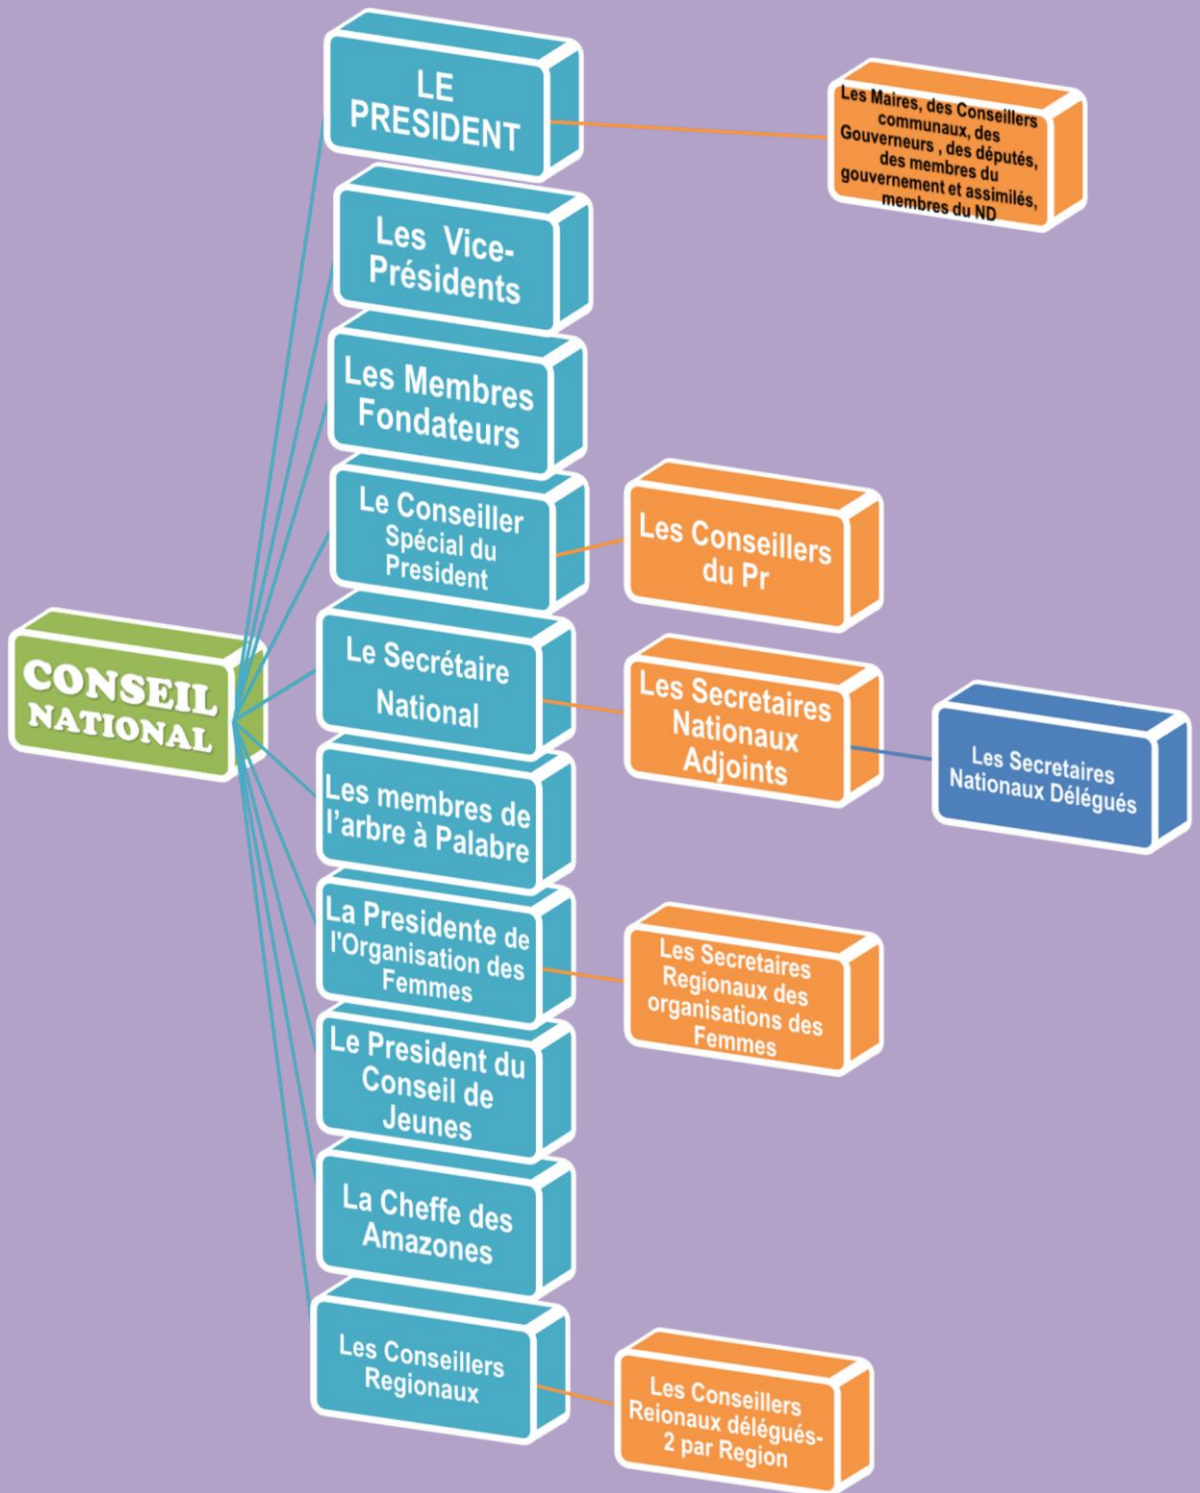 LE
PRESIDENT
Les Maires, des Conseillers
communaux, des
Gouverneurs , des députés,
des membres du
gouvernement et assimilés,
membres du ND
Les Vice-
Présidents
Les Membres
Fondateurs
Le Conseiller
Spécial du
President
Les Conseillers
du Pr
CONSEIL
NATIONAL
Le Secrétaire
National
Les Secretaires
Nationaux
Adjoints
Les Secretaires
Nationaux Délégués
Les membres de
l’arbre à Palabre
La Presidente de
l'Organisation des
Femmes
Les Secretaires
Regionaux des
organisations des
Femmes
Le President du
Conseil de
Jeunes
La Cheffe des
Amazones
Les Conseillers
Regionaux
Les Conseillers
Reionaux délégués-
2 par Region